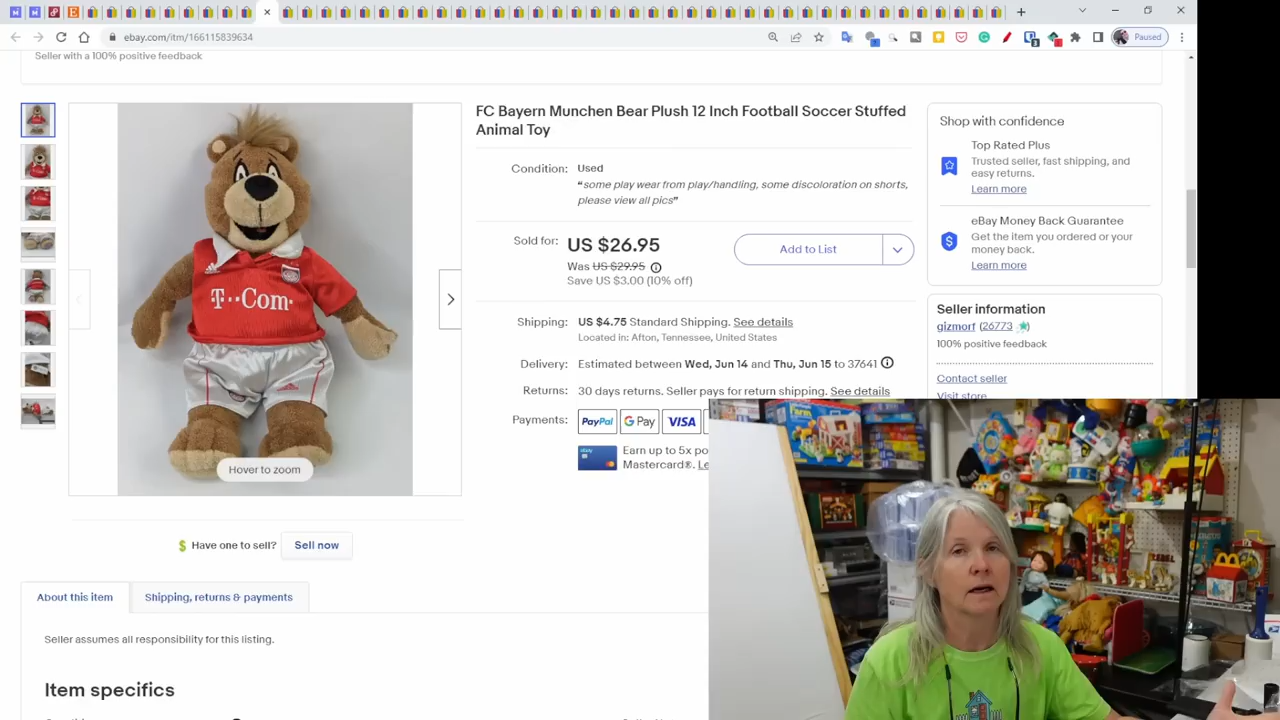 ebay.com/itm/166115839634
Paused
Seller with a 100% positive feedback
FC Bayern Munchen Bear Plush 12 Inch Football Soccer Stuffed
Animal Toy
Condition: Used
❝some play wear from play/handling, some discoloration on shorts,
please view all pics❞
Sold for: US $26.95
Was US $29.95
Save US $3.00 (10% off)
Add to List
Shipping: US $4.75 Standard Shipping. See details
Located in: Afton, Tennessee, United States
Delivery: Estimated between Wed, Jun 14 and Thu, Jun 15 to 37641
Returns: 30 days returns. Seller pays for return shipping. See details
Payments: PayPal G Pay VISA
Earn up to 5x po
Mastercard®. Le
Shop with confidence
Top Rated Plus
Trusted seller, fast shipping, and
easy returns.
Learn more
eBay Money Back Guarantee
Get the item you ordered or your
money back.
Learn more
Seller information
gizmorf (26773)
100% positive feedback
Contact seller
Visit store
T··Com·
Hover to zoom
Have one to sell? Sell now
About this item
Shipping, returns & payments
Seller assumes all responsibility for this listing.
Item specifics